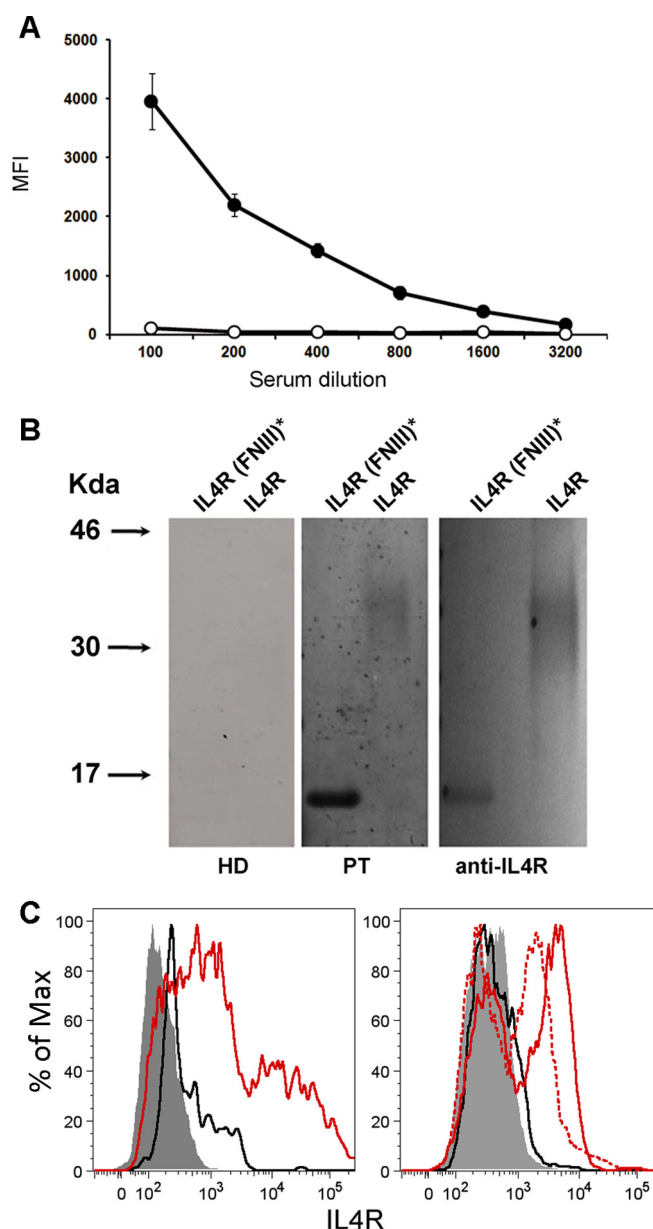 A
5000
4000
3000
2000
1000
0
MFI
100 200 400 800 1600 3200
Serum dilution
B
Kda
IL4R (FNIII)* IL4R IL4R (FNIII)* IL4R IL4R (FNIII)* IL4R
46
30
17
HD PT anti-IL4R
C
100
80
60
40
20
0
% of Max
0 10² 10³ 10⁴ 10⁵
100
80
60
40
20
0
0 10² 10³ 10⁴ 10⁵
IL4R